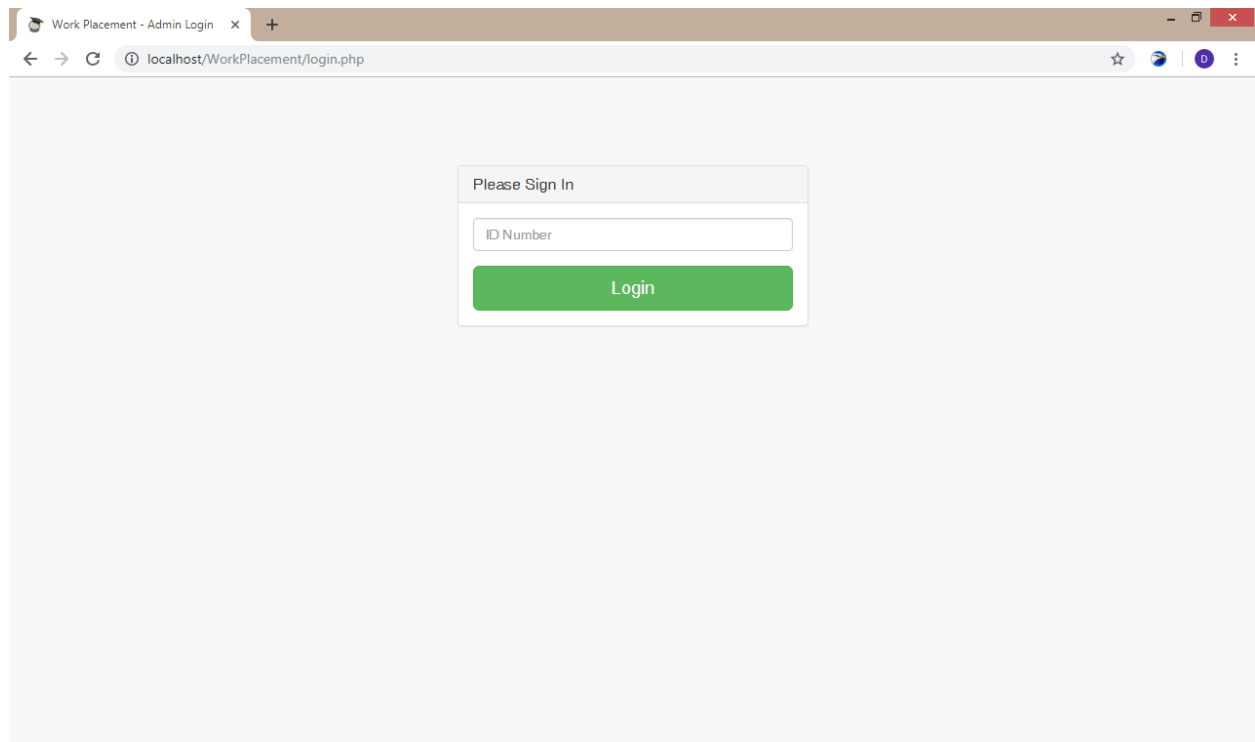 Work Placement - Admin Login
localhost/WorkPlacement/login.php
D
Please Sign In
ID Number
Login